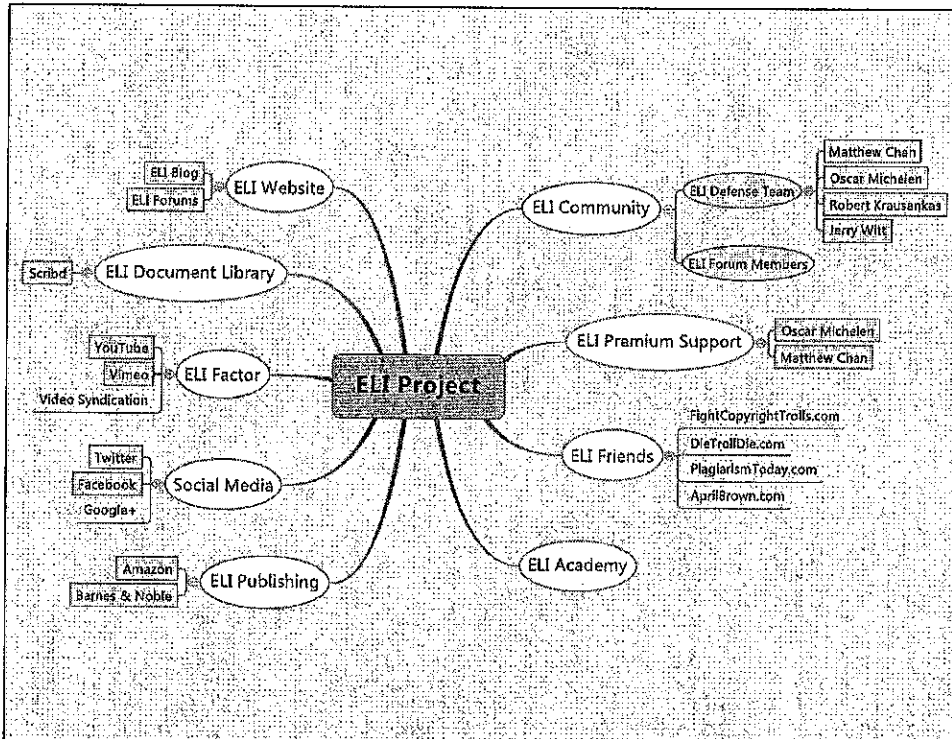 ELI Project
ELI Website
ELI Blog
ELI Forums
ELI Document Library
Scribd
ELI Factor
YouTube
Vimeo
Video Syndication
Social Media
Twitter
Facebook
Google+
ELI Publishing
Amazon
Barnes & Noble
ELI Community
ELI Defense Team
Matthew Chan
Oscar Michelen
Robert Krausankas
Jerry Witt
ELI Forum Members
ELI Premium Support
Oscar Michelen
Matthew Chan
ELI Friends
FightCopyrightTrolls.com
DieTrollDie.com
PlagiarismToday.com
AprilBrown.com
ELI Academy